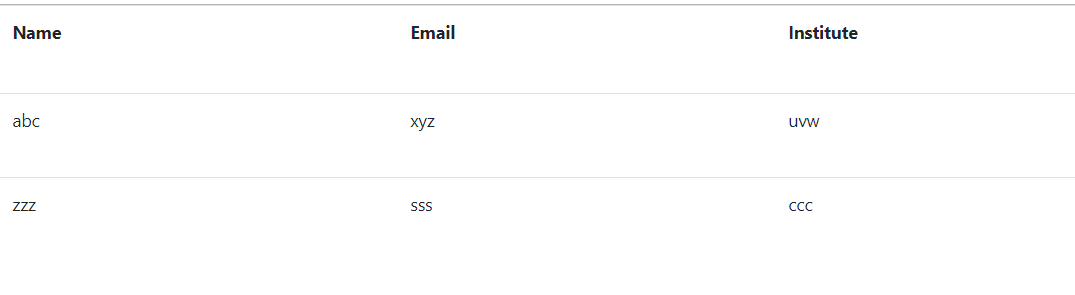 Name Email Institute
abc xyz uvw
zzz sss ccc